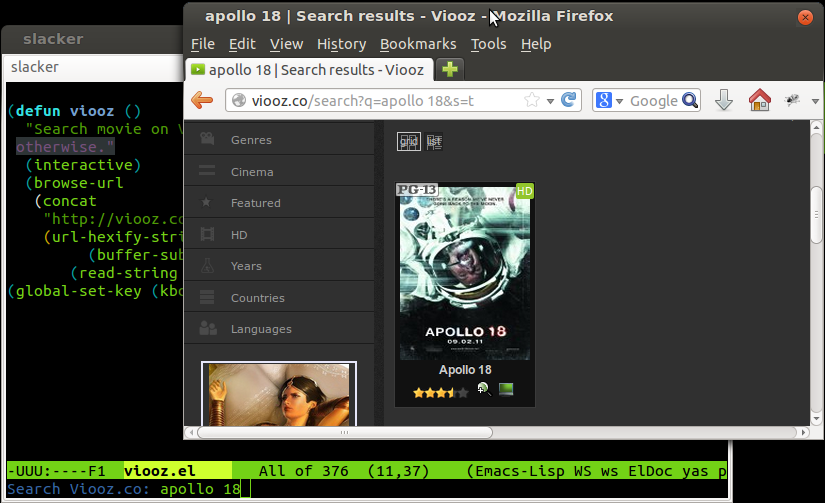 apollo 18 | Search results - Viooz - Mozilla Firefox
File Edit View History Bookmarks Tools Help
apollo 18 | Search results - Viooz
viooz.co/search?q=apollo 18&s=t
Google
Genres
Cinema
Featured
HD
Years
Countries
Languages
grid list
PG-13
HD
THERE'S A REASON WE'VE NEVER
GONE BACK TO THE MOON.
APOLLO 18
09.02.11
Apollo 18
slacker
slacker
(defun viooz ()
"Search movie on
otherwise."
(interactive)
(browse-url
(concat
"http://viooz.co
(url-hexify-stri
(buffer-sub
(read-string
(global-set-key (kbd
-UUU:----F1 viooz.el All of 376 (11,37) (Emacs-Lisp WS ws ElDoc yas p
Search Viooz.co: apollo 18